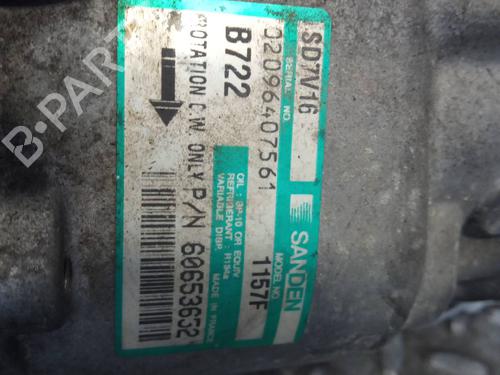 SANDEN
SD7V16
MODEL NO.
1157F
SERIAL NO.
02096407561
OIL : SP-10 OR EQUIV
REFRIGERANT : R134a
VARIABLE DISP.
B722
MADE IN FRANCE
ROTATION C.W. ONLY
P/N 60653632
B-PARTS